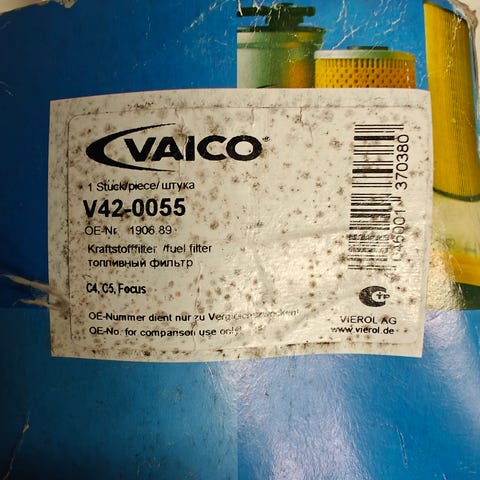 VAICO
1 Stück/piece/штука
V42-0055
OE-Nr. 1906.89
Kraftstofffilter /fuel filter
топливный фильтр
C4, C5, Focus
OE-Nummer dient nur zu Vergleichszwecken!
OE-No. for comparison use only!
370380
VIEROL AG
www.vierol.de